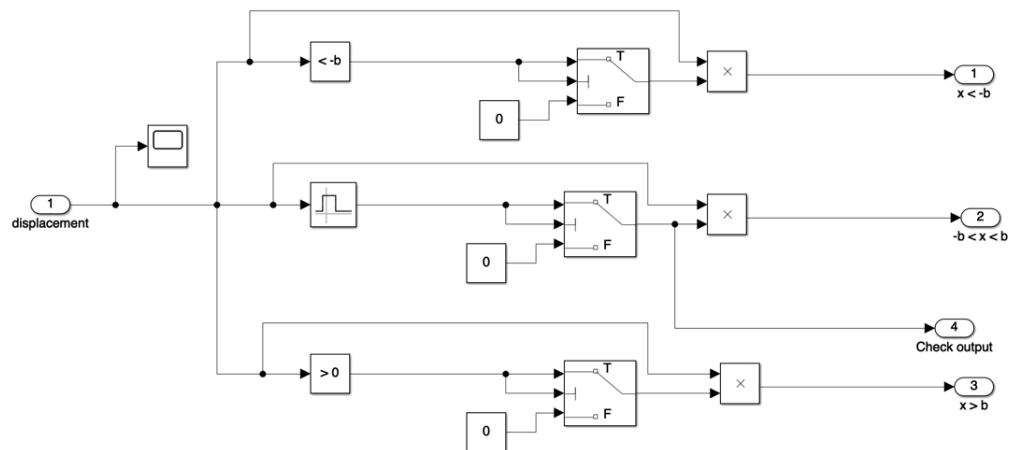 < -b
T
F
0
×
1
x < -b
1
displacement
T
F
0
×
2
-b < x < b
4
Check output
> 0
T
F
0
×
3
x > b